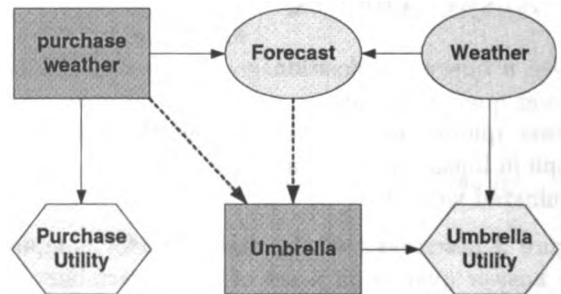 purchase
weather
Forecast
Weather
Purchase
Utility
Umbrella
Umbrella
Utility